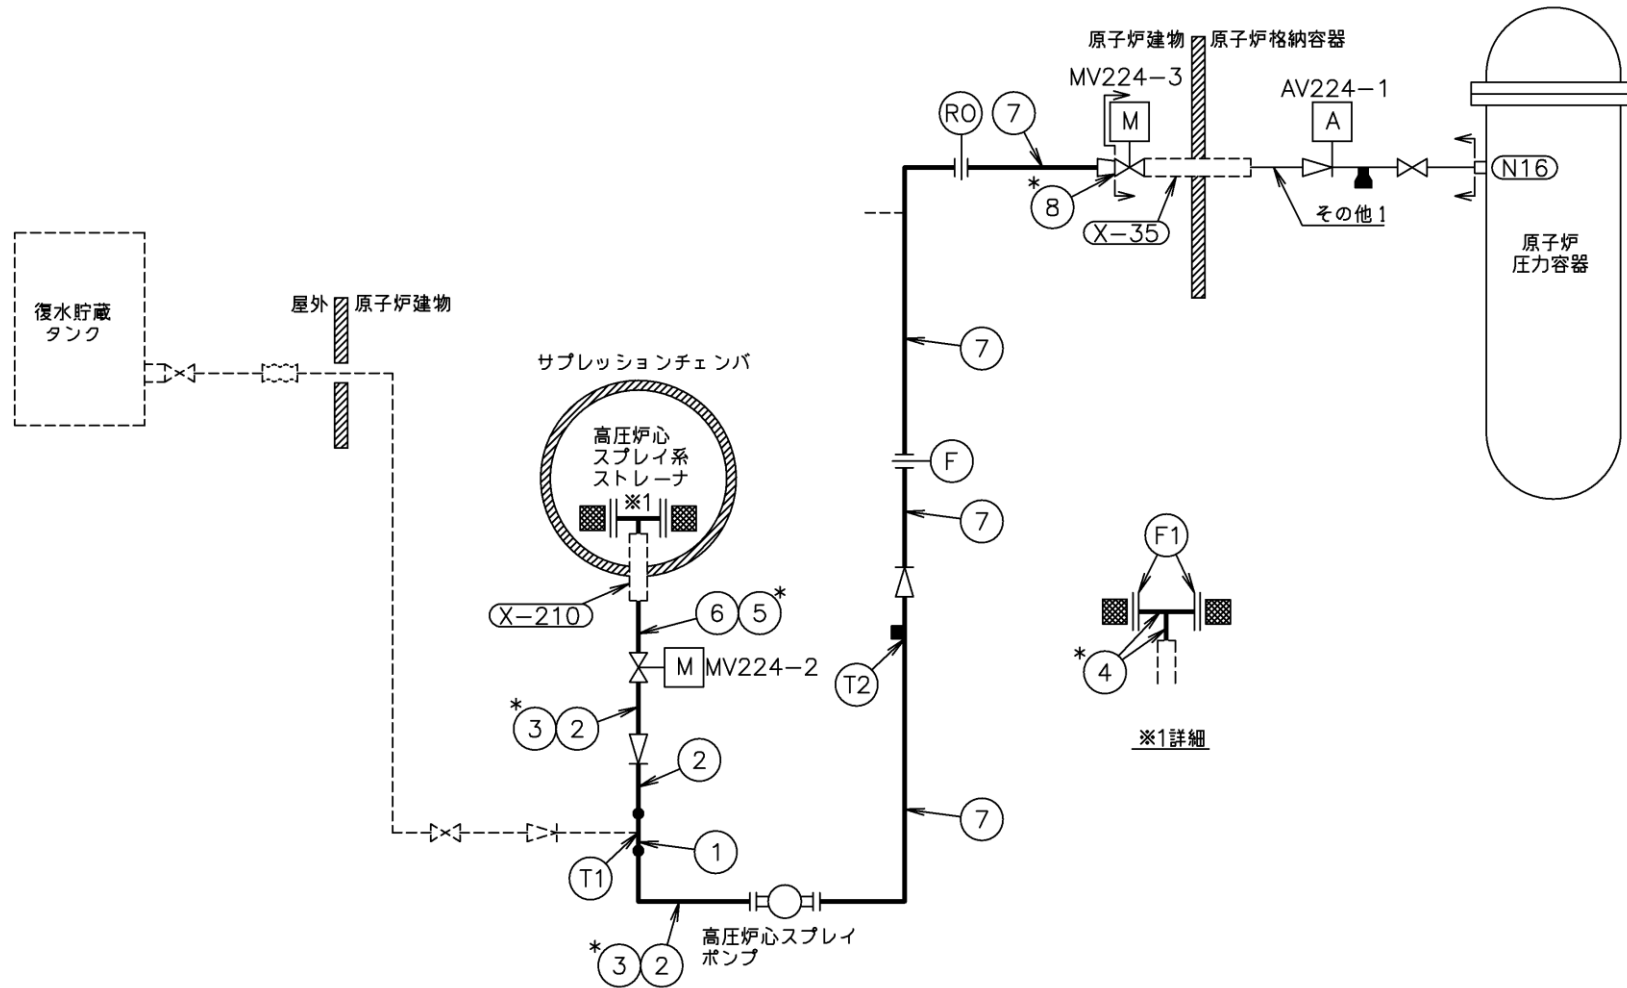 原子炉建物
原子炉格納容器
MV224-3
AV224-1
RO
7
M
A
N16
*
8
X-35
その他1
原子炉
圧力容器
復水貯蔵
タンク
屋外
原子炉建物
サプレッションチェンバ
7
高圧炉心
スプレイ系
ストレーナ
※1
F
7
F1
X-210
6
5
*
M
MV224-2
T2
*
4
*
3
2
※1詳細
2
7
1
T1
高圧炉心スプレイ
ポンプ
*
3
2